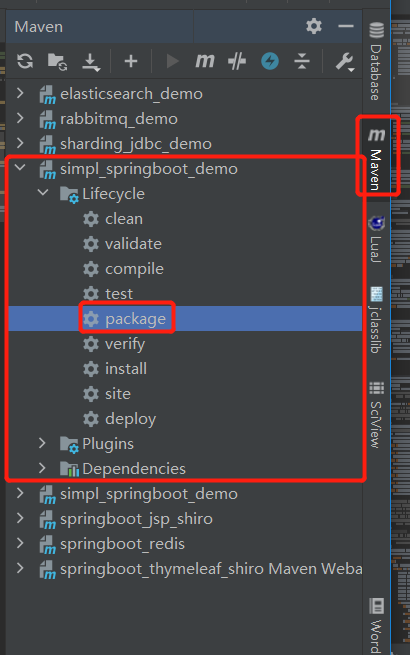 Maven
elasticsearch_demo
rabbitmq_demo
sharding_jdbc_demo
simpl_springboot_demo
Lifecycle
clean
validate
compile
test
package
verify
install
site
deploy
Plugins
Dependencies
simpl_springboot_demo
springboot_jsp_shiro
springboot_redis
springboot_thymeleaf_shiro Maven Weba
Database
m
Maven
LuaJ
jclasslib
SciView
Word